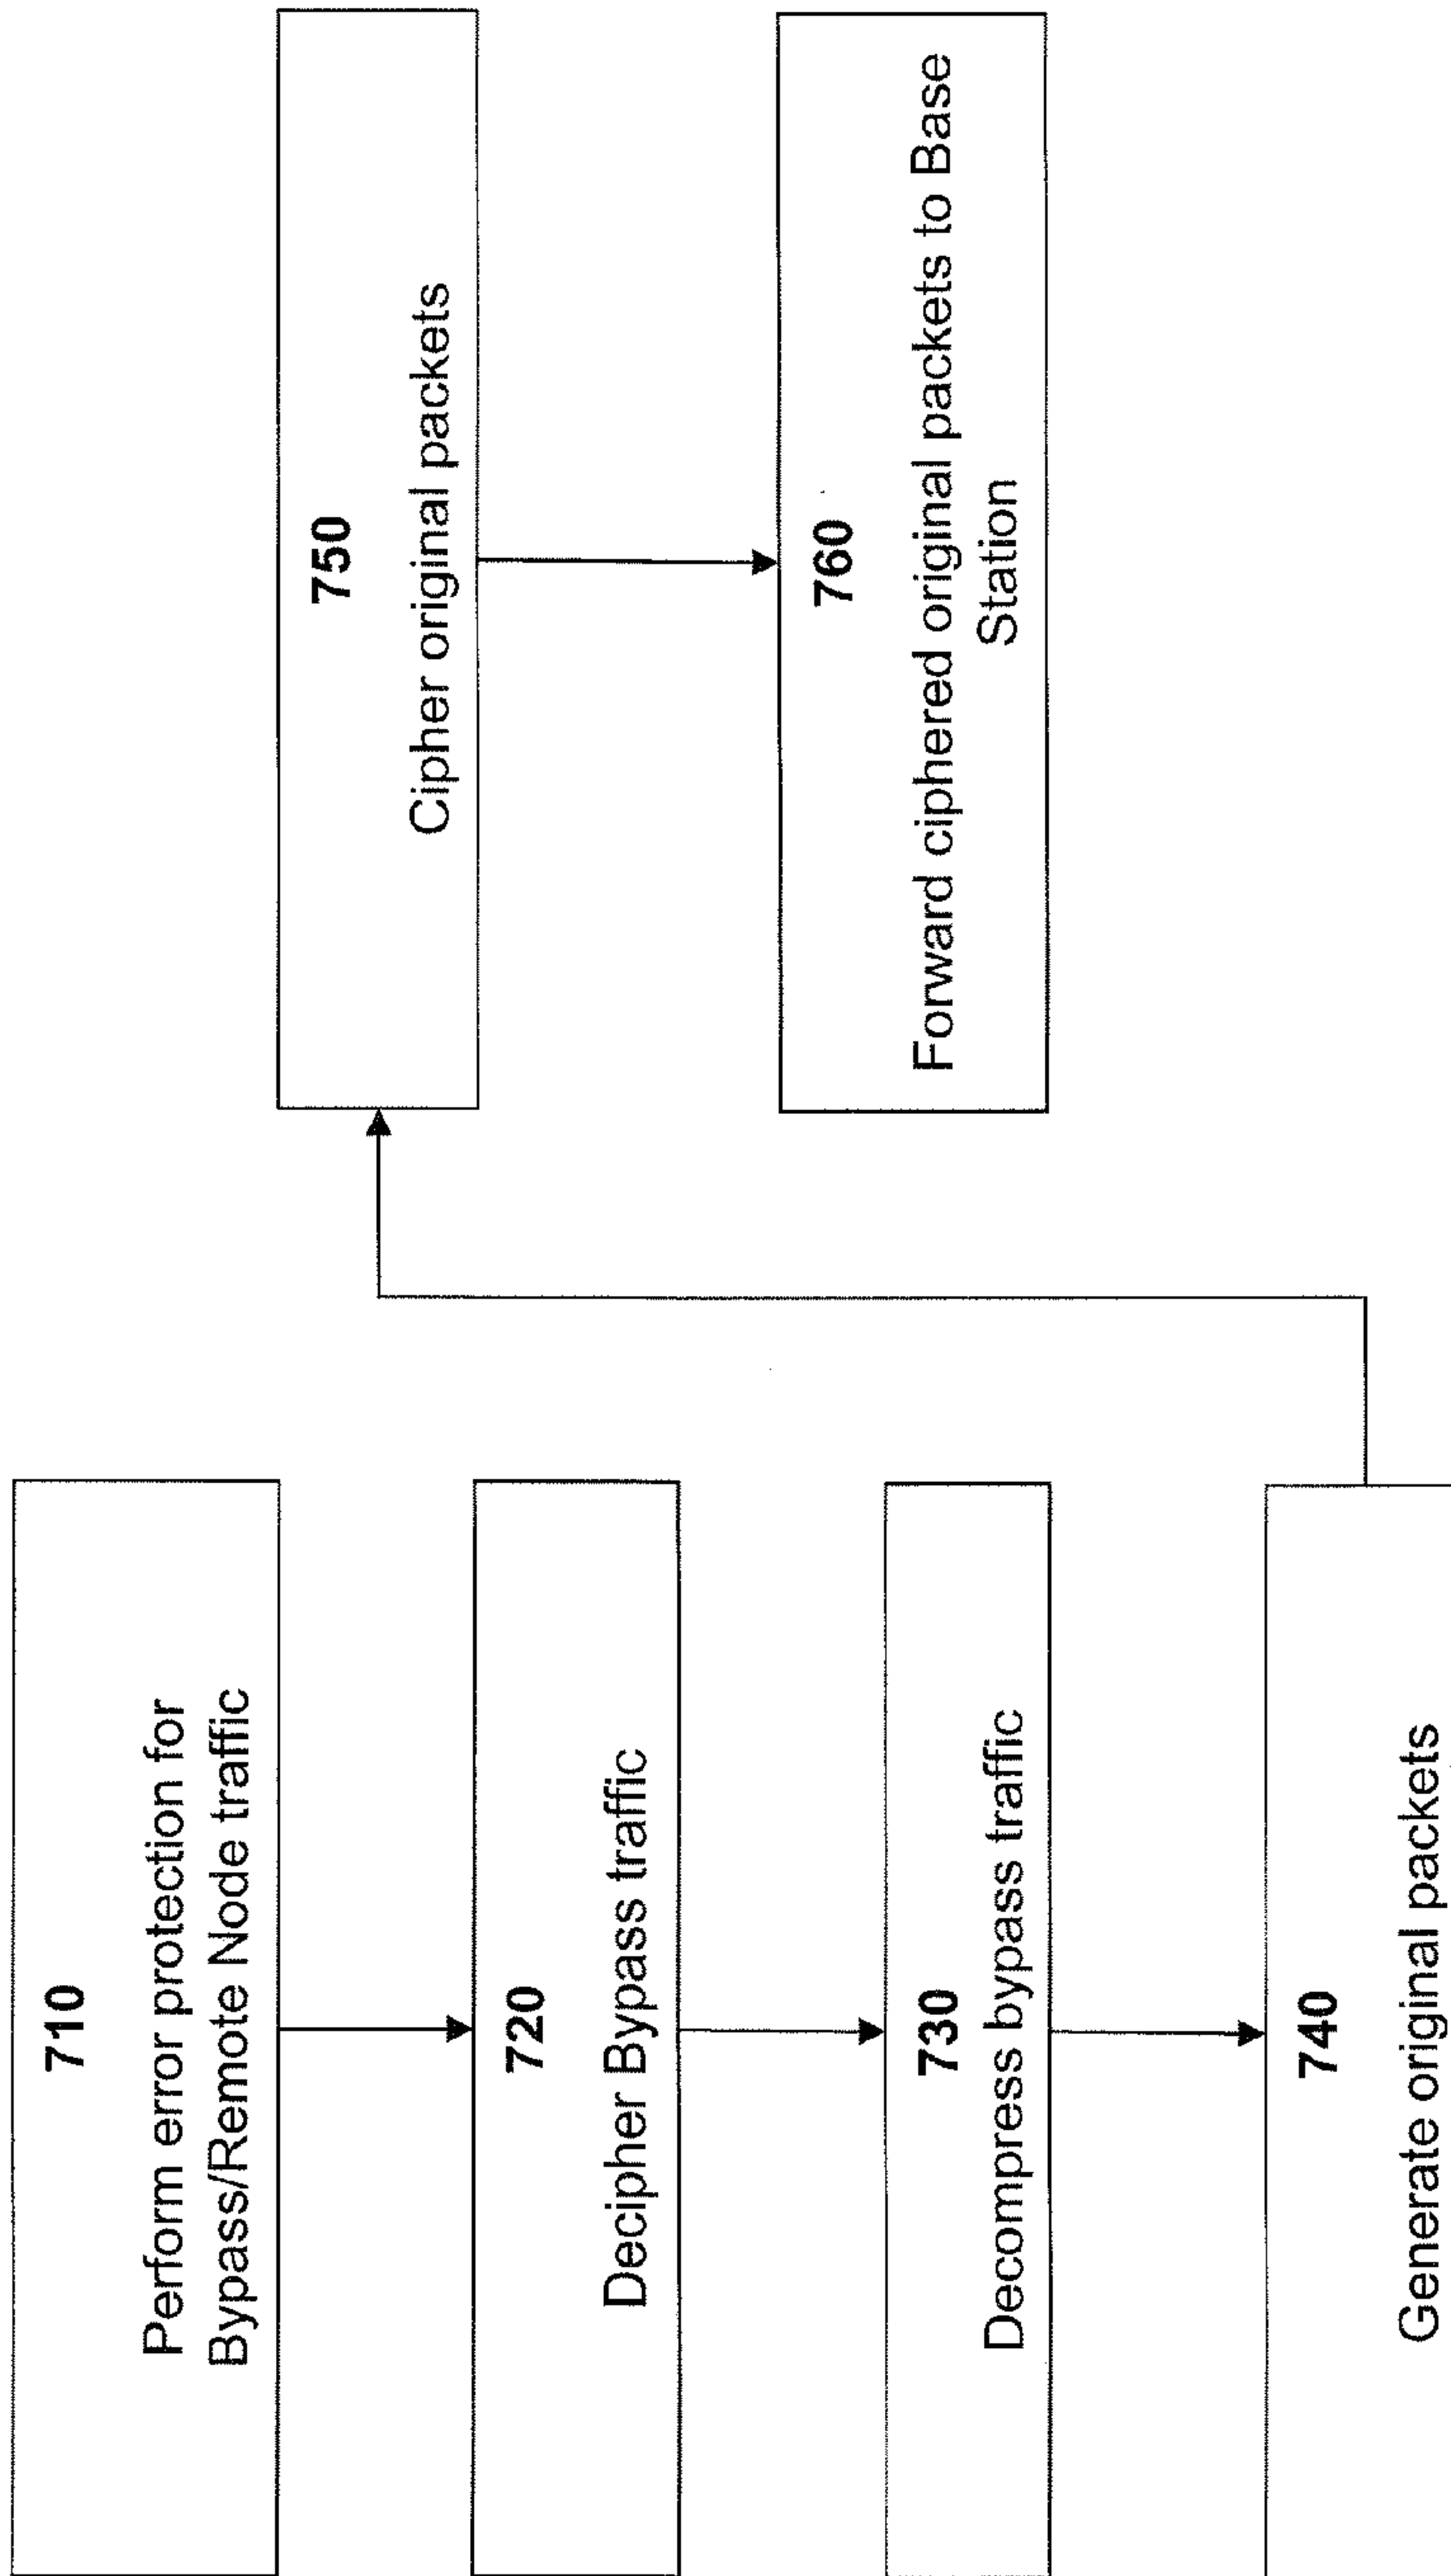 710
Perform error protection for
Bypass/Remote Node traffic
720
Decipher Bypass traffic
730
Decompress bypass traffic
740
Generate original packets
750
Cipher original packets
760
Forward ciphered original packets to Base
Station